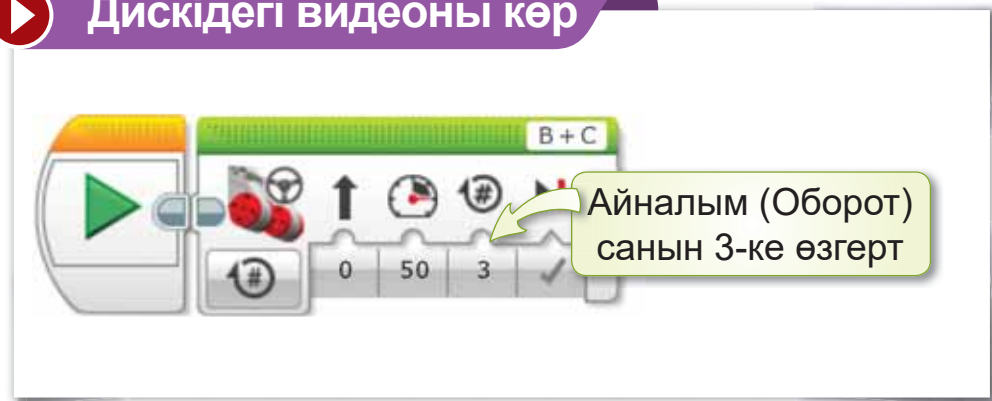 Дискідегі видеоны көр
B + C
#
Айналым (Оборот)
санын 3-ке өзгерт
#
0 50 3